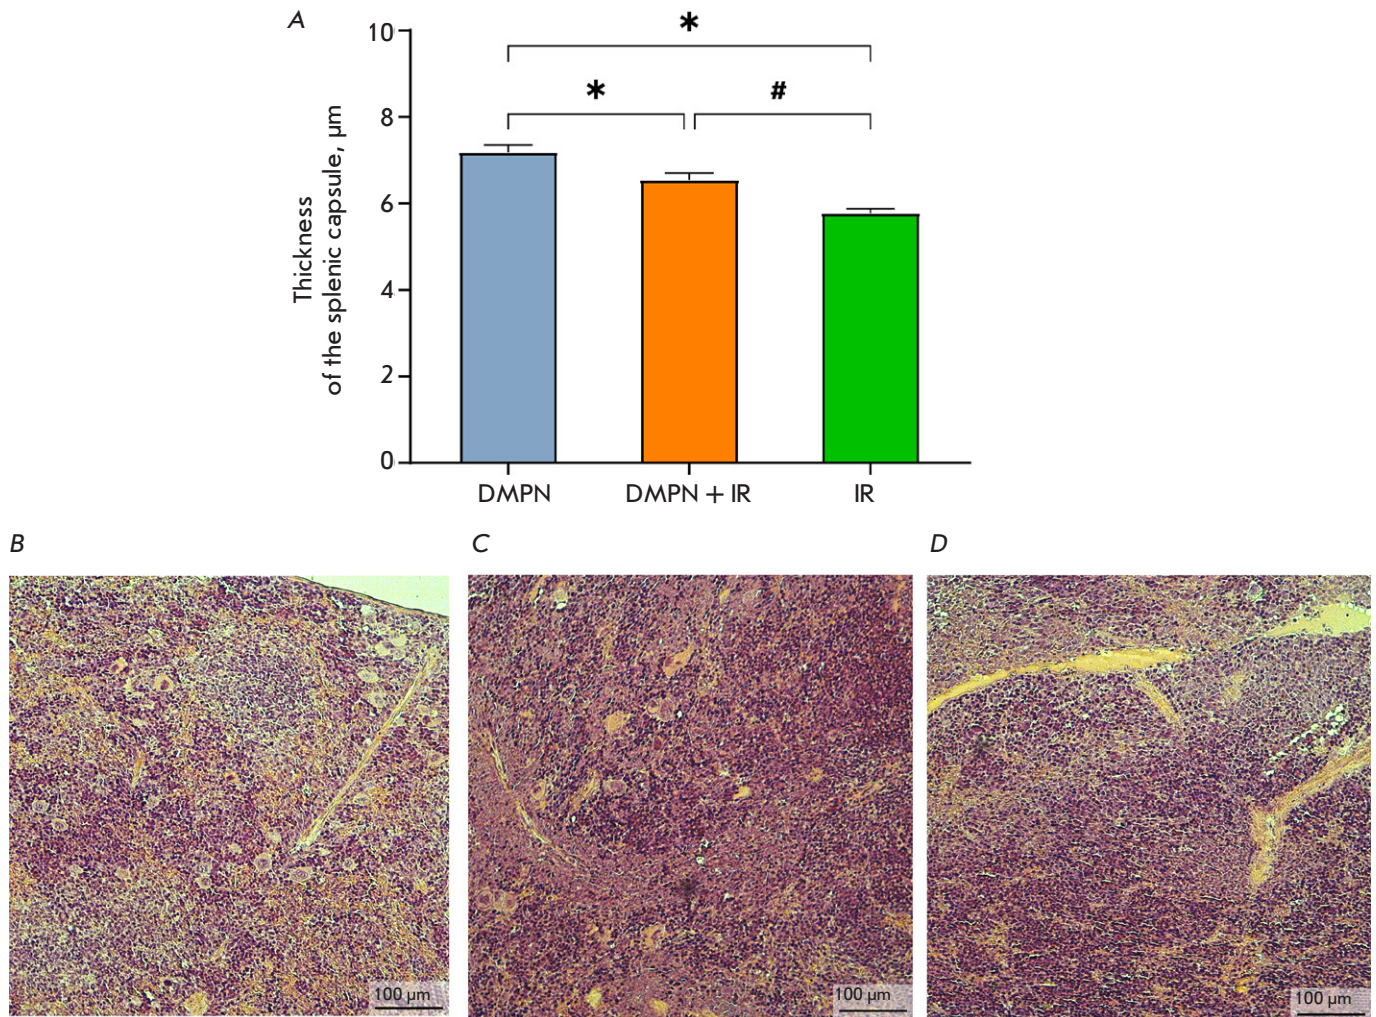 A
10
8
6
4
2
0
Thickness
of the splenic capsule, µm
*
*
#
DMPN
DMPN + IR
IR
B
C
D
100 µm
100 µm
100 µm